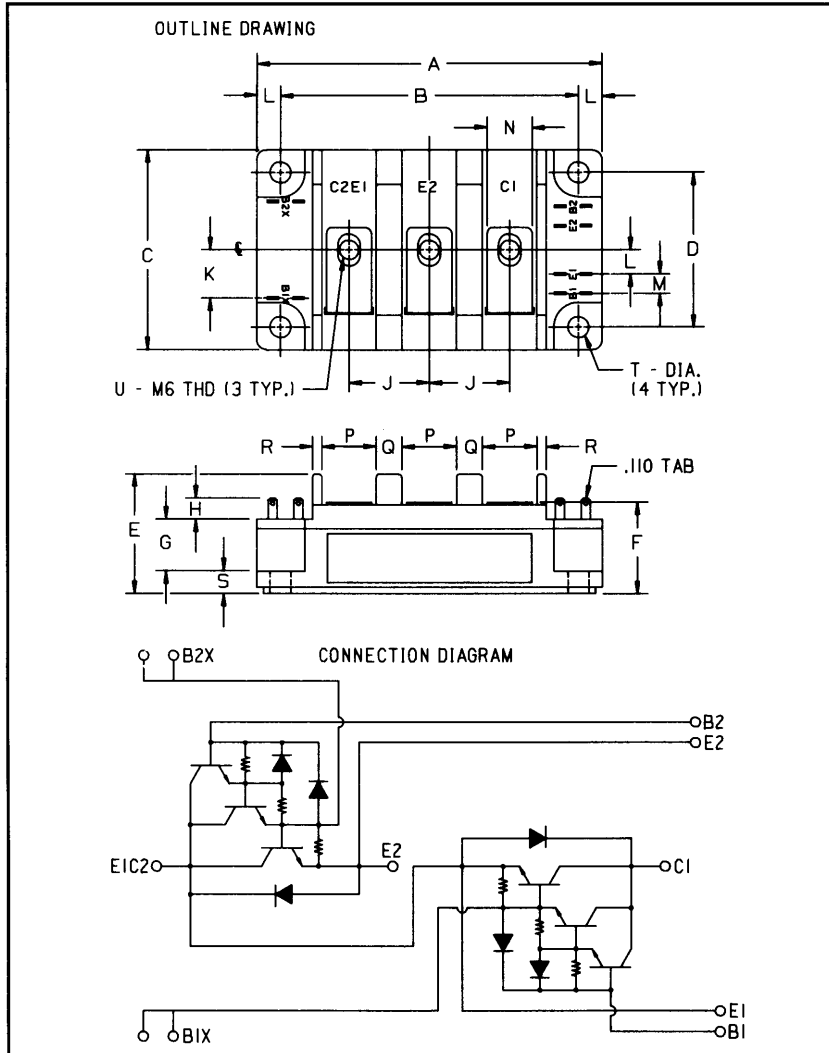 OUTLINE DRAWING
A
L B L
N
C2E1 E2 C1
B2X
B2
E2
C
K
℄
L
D
E1
M
B1X
B1
J J
U - M6 THD (3 TYP.)
T - DIA.
(4 TYP.)
R P Q P Q P R
.110 TAB
E
H
G
S
F
B2X
CONNECTION DIAGRAM
B2
E2
E1C2
E2
C1
E1
B1X
B1